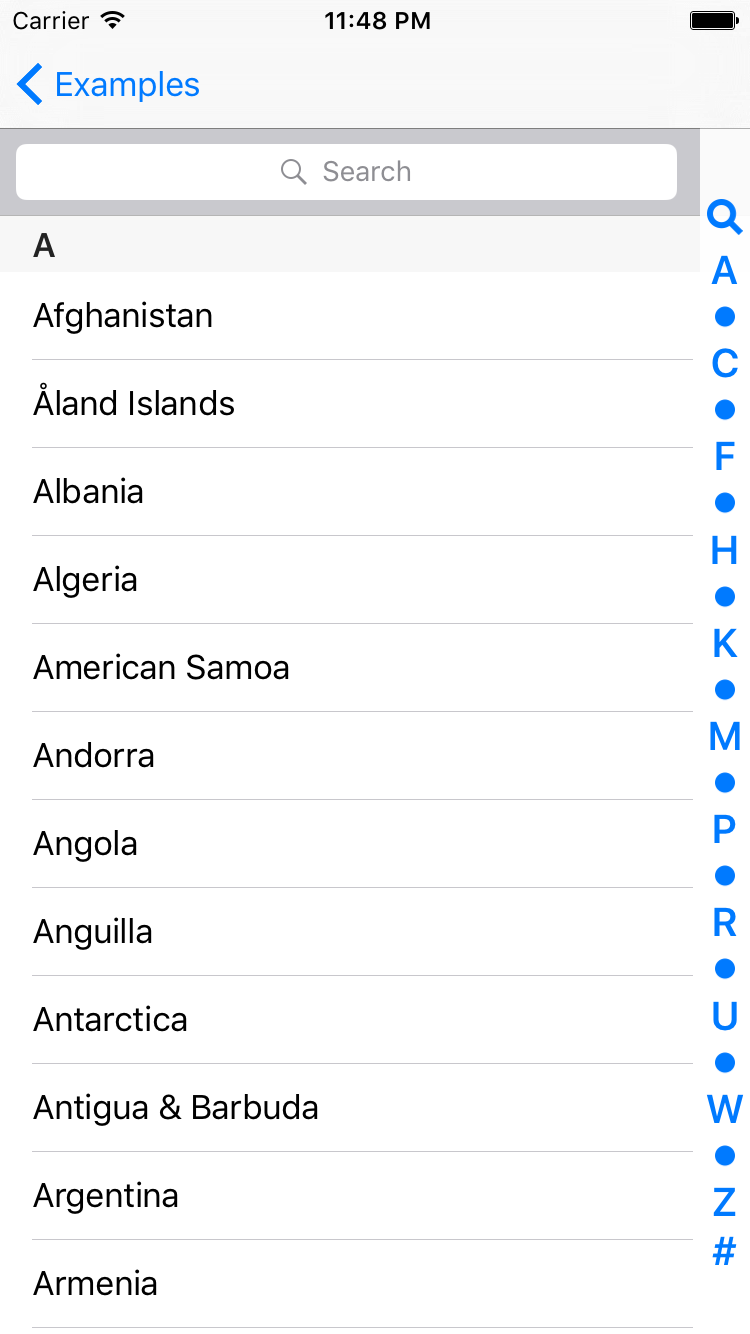 Carrier 11:48 PM
Examples
Search
A
Afghanistan
Åland Islands
Albania
Algeria
American Samoa
Andorra
Angola
Anguilla
Antarctica
Antigua & Barbuda
Argentina
Armenia
A
C
F
H
K
M
P
R
U
W
Z
#